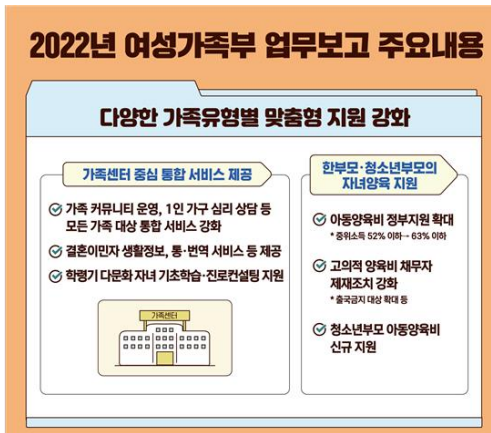 2022년 여성가족부 업무보고 주요내용
다양한 가족유형별 맞춤형 지원 강화
가족센터 중심 통합 서비스 제공
가족 커뮤니티 운영, 1인 가구 심리 상담 등
모든 가족 대상 통합 서비스 강화
결혼이민자 생활정보, 통·번역 서비스 등 제공
학령기 다문화 자녀 기초학습·진로컨설팅 지원
가족센터
한부모·청소년부모의
자녀양육 지원
아동양육비 정부지원 확대
* 중위소득 52% 이하→ 63% 이하
고의적 양육비 채무자
제재조치 강화
* 출국금지 대상 확대 등
청소년부모 아동양육비
신규 지원